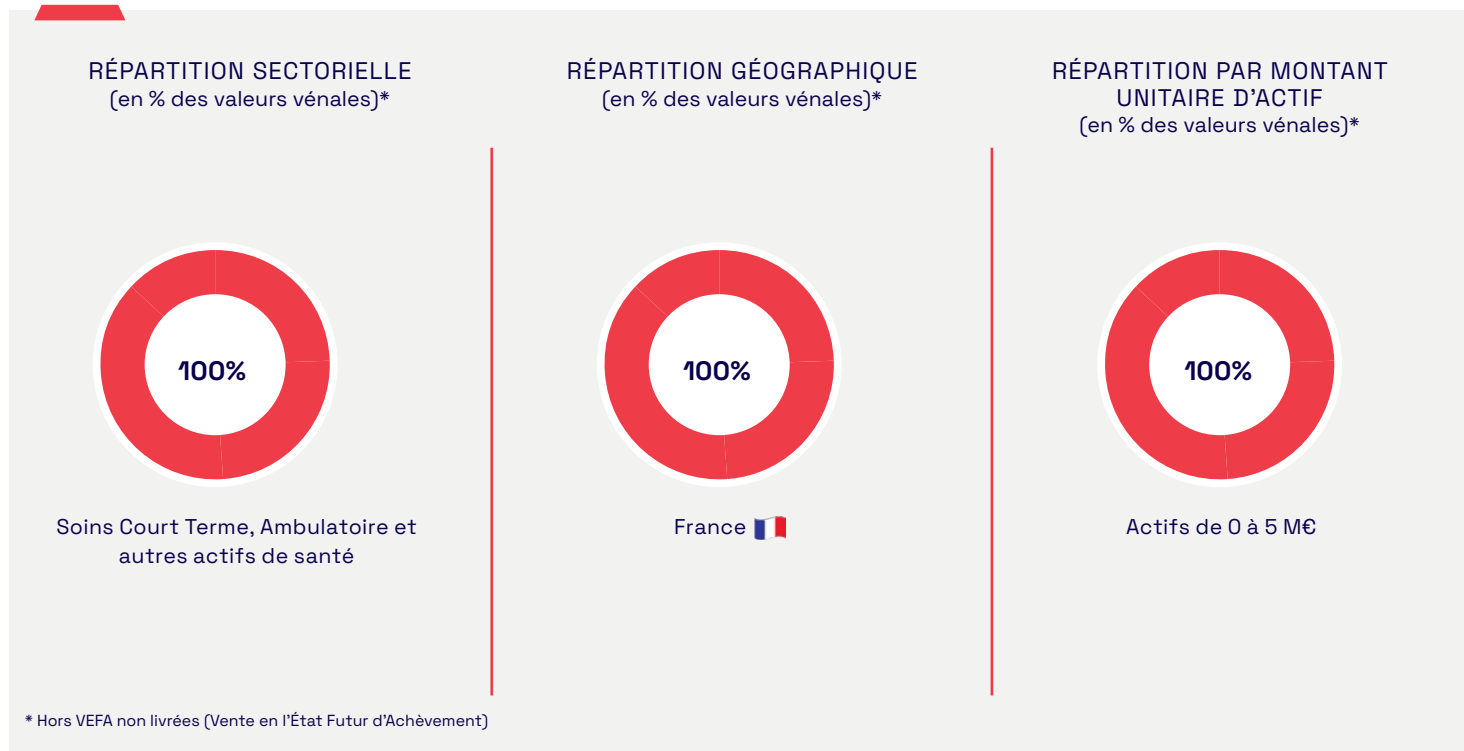 RÉPARTITION SECTORIELLE
(en % des valeurs vénales)*
100%
Soins Court Terme, Ambulatoire et
autres actifs de santé
RÉPARTITION GÉOGRAPHIQUE
(en % des valeurs vénales)*
100%
France 🇫🇷
RÉPARTITION PAR MONTANT
UNITAIRE D'ACTIF
(en % des valeurs vénales)*
100%
Actifs de 0 à 5 M€
* Hors VEFA non livrées (Vente en l'État Futur d'Achèvement)